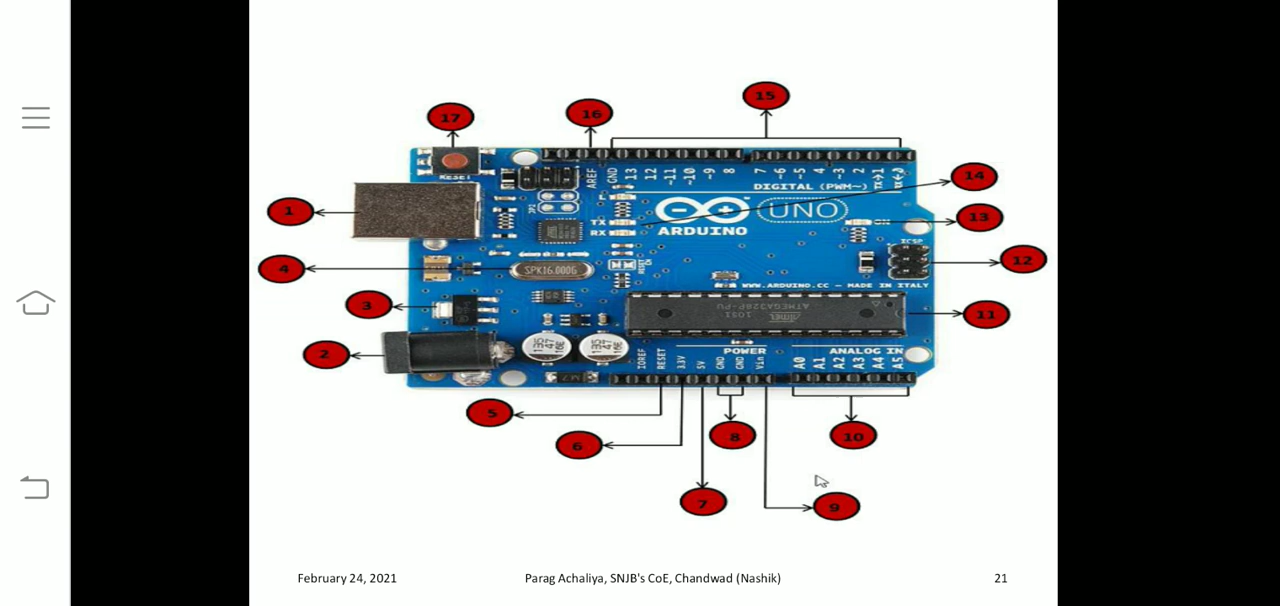 15
17
16
RESET
AREF
GND
13
12
~11
~10
~9
8
7
~6
~5
4
~3
2
TX→1
RX←0
DIGITAL (PWM~)
14
1
L
TX
RX
UNO
ARDUINO
ON
13
ICSP
12
4
SPK16.000G
RESET
3
WWW.ARDUINO.CC — MADE IN ITALY
ATMEL
ATMEGA328P-PU
11
2
POWER
ANALOG IN
IOREF
RESET
3.3V
5V
GND
GND
Vin
A0
A1
A2
A3
A4
A5
5
6
8
10
7
9
February 24, 2021
Parag Achaliya, SNJB's CoE, Chandwad (Nashik)
21